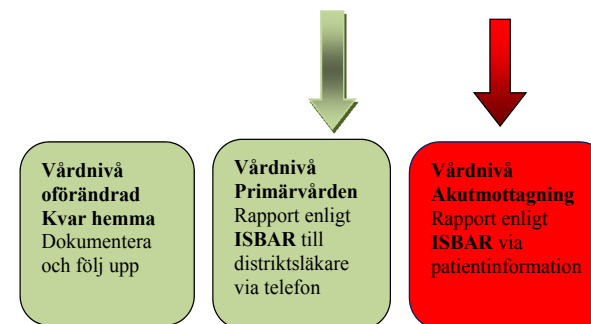 Vårdnivå
oförändrad
Kvar hemma
Dokumentera
och följ upp
Vårdnivå
Primärvården
Rapport enligt
ISBAR till
distriktsläkare
via telefon
Vårdnivå
Akutmottagning
Rapport enligt
ISBAR via
patientinformation